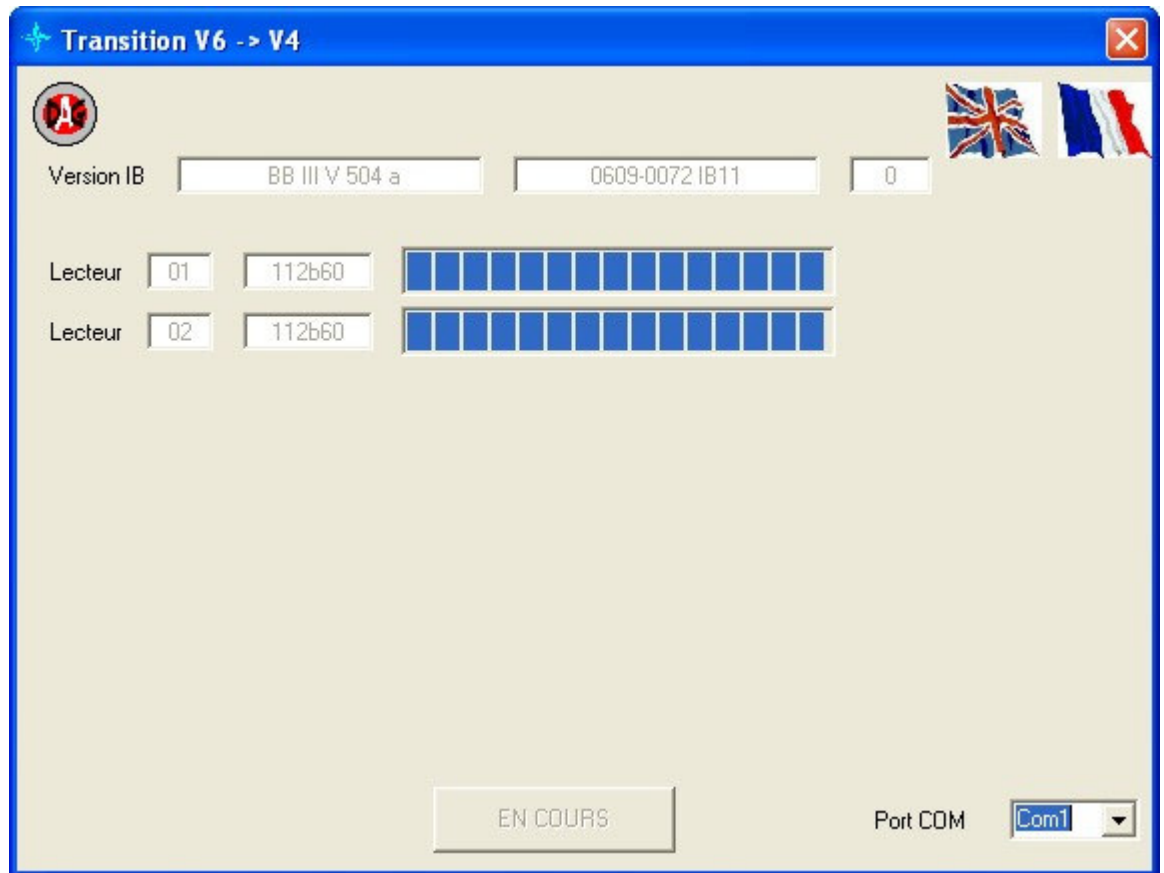 Transition V6 -> V4
DAG
Version IB BB III V 504 a 0609-0072 IB11 0
Lecteur 01 112b60
Lecteur 02 112b60
EN COURS Port COM Com1